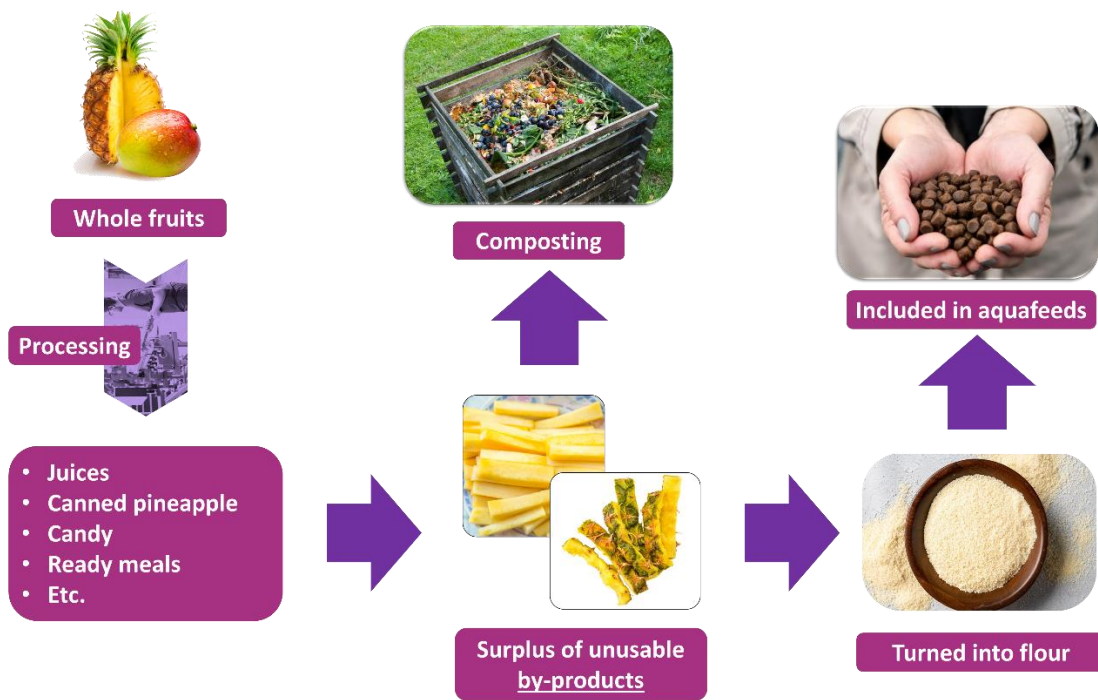 Whole fruits
Processing
• Juices
• Canned pineapple
• Candy
• Ready meals
• Etc.
Composting
Surplus of unusable
by-products
Included in aquafeeds
Turned into flour